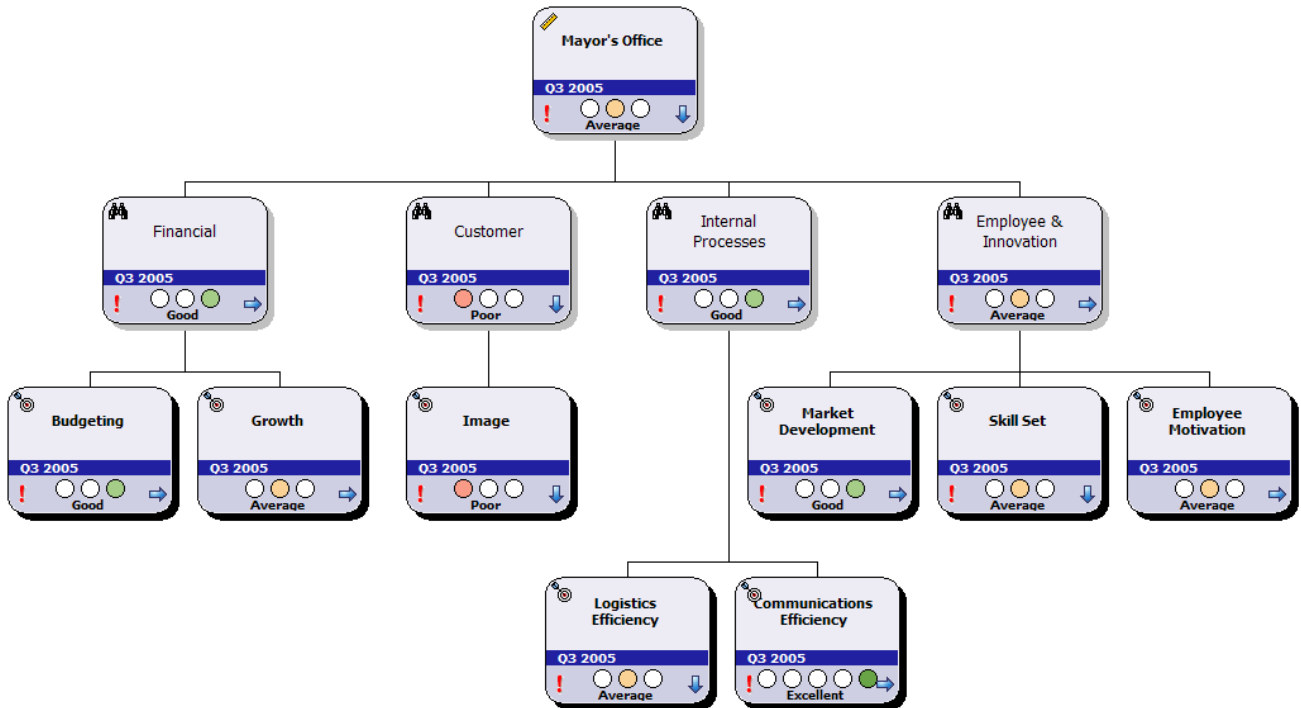 Mayor's Office
Q3 2005
!
Average
Financial
Q3 2005
!
Good
Customer
Q3 2005
!
Poor
Internal
Processes
Q3 2005
!
Good
Employee &
Innovation
Q3 2005
!
Average
Budgeting
Q3 2005
!
Good
Growth
Q3 2005
Average
Image
Q3 2005
!
Poor
Market
Development
Q3 2005
!
Good
Skill Set
Q3 2005
!
Average
Employee
Motivation
Q3 2005
Average
Logistics
Efficiency
Q3 2005
!
Average
Communications
Efficiency
Q3 2005
!
Excellent